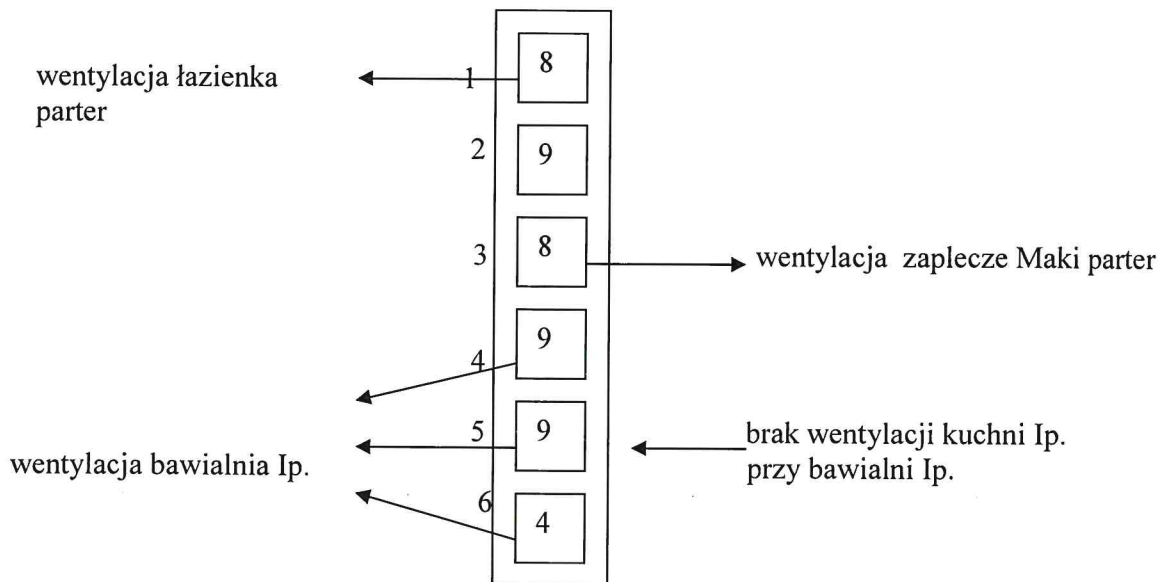 8
wentylacja łazienka
parter
1
2
9
3
8
wentylacja zaplecze Maki parter
9
4
5
9
brak wentylacji kuchni Ip.
przy bawialni Ip.
wentylacja bawialnia Ip.
6
4